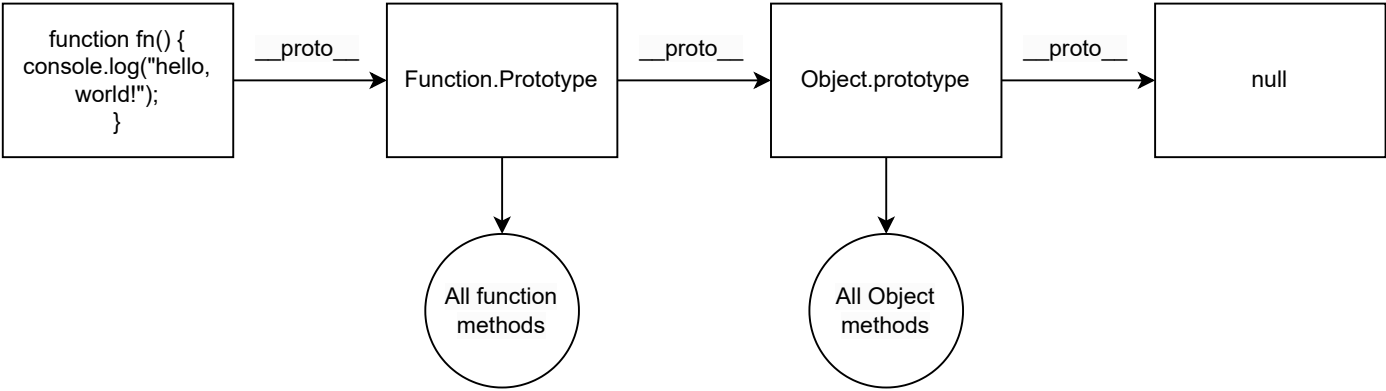 function fn() {
console.log("hello,
world!");
}
__proto__
Function.Prototype
__proto__
Object.prototype
__proto__
null
All function
methods
All Object
methods